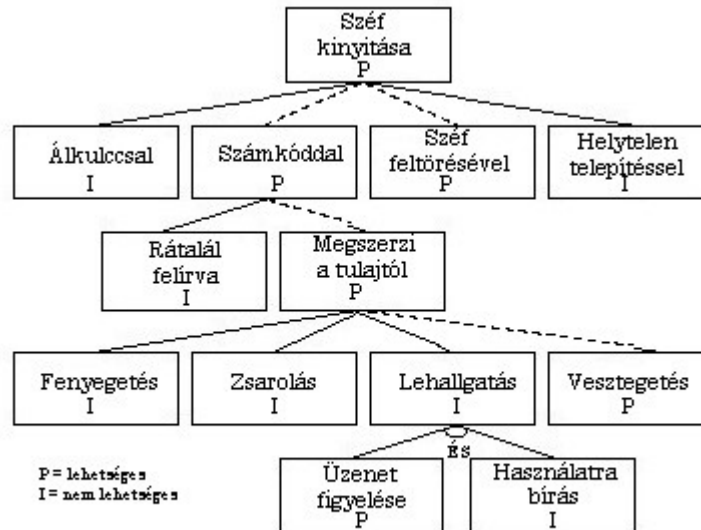 Széf
kinyitása
P
Álkulccsal
I
Számkóddal
P
Széf
feltörésével
P
Helytelen
telepítéssel
I
Rátalál
felírva
I
Megszerzi
a tulajtól
P
Fenyegetés
I
Zsarolás
I
Lehallgatás
I
Vesztegetés
P
ÉS
P = lehetséges
I = nem lehetséges
Üzenet
figyelése
P
Használatra
bírás
I